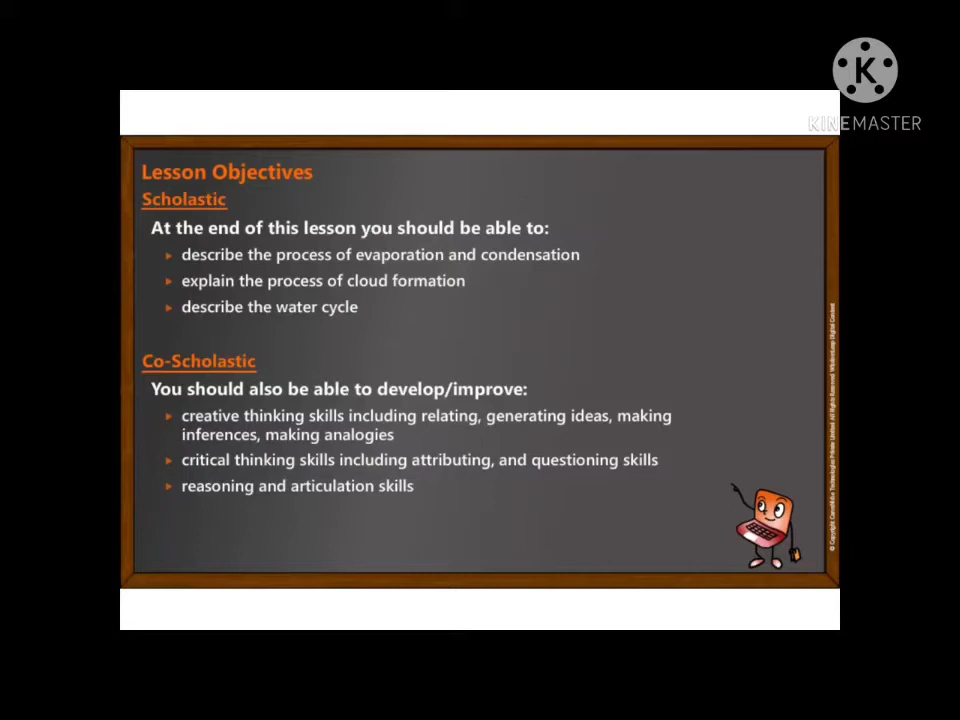 K
KINEMASTER
Lesson Objectives
Scholastic
At the end of this lesson you should be able to:
describe the process of evaporation and condensation
explain the process of cloud formation
describe the water cycle
Co-Scholastic
You should also be able to develop/improve:
creative thinking skills including relating, generating ideas, making
inferences, making analogies
critical thinking skills including attributing, and questioning skills
reasoning and articulation skills